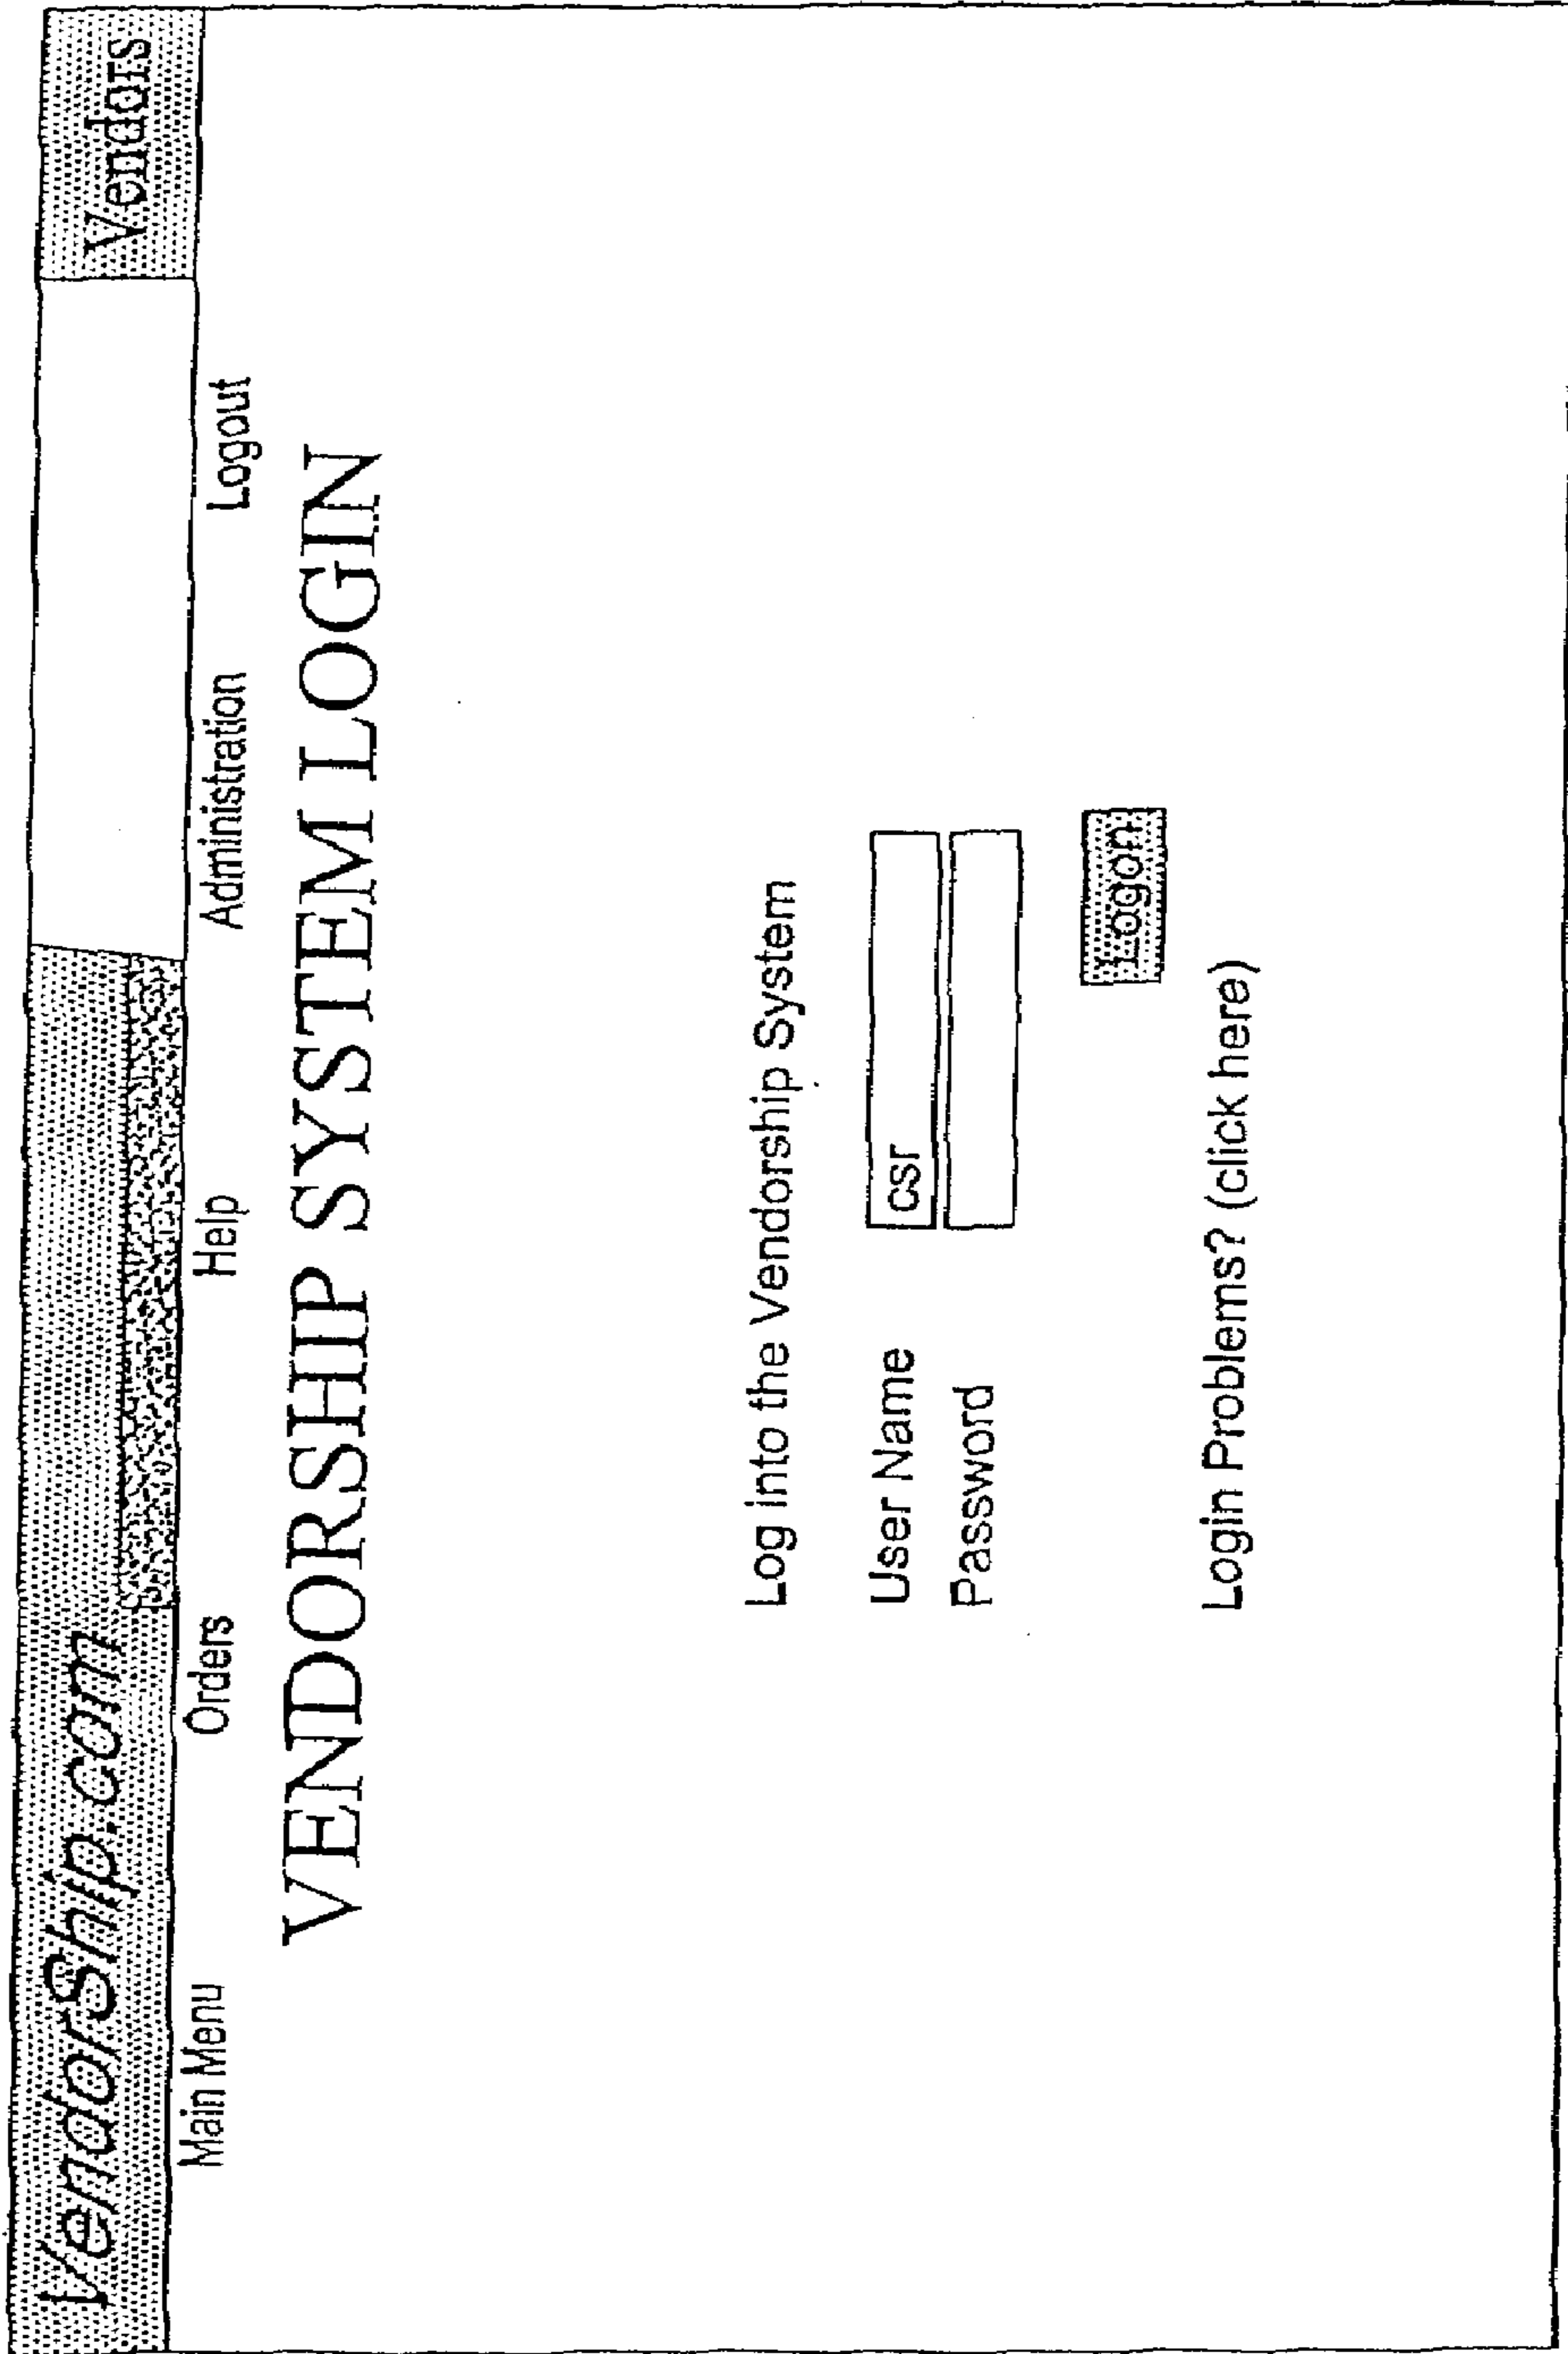 VendorShip.com Vendors
Main Menu Orders Help Administration Logout
VENDORSHIP SYSTEM LOGIN
Log into the Vendorship System
User Name csr
Password
Logon
Login Problems? (click here)